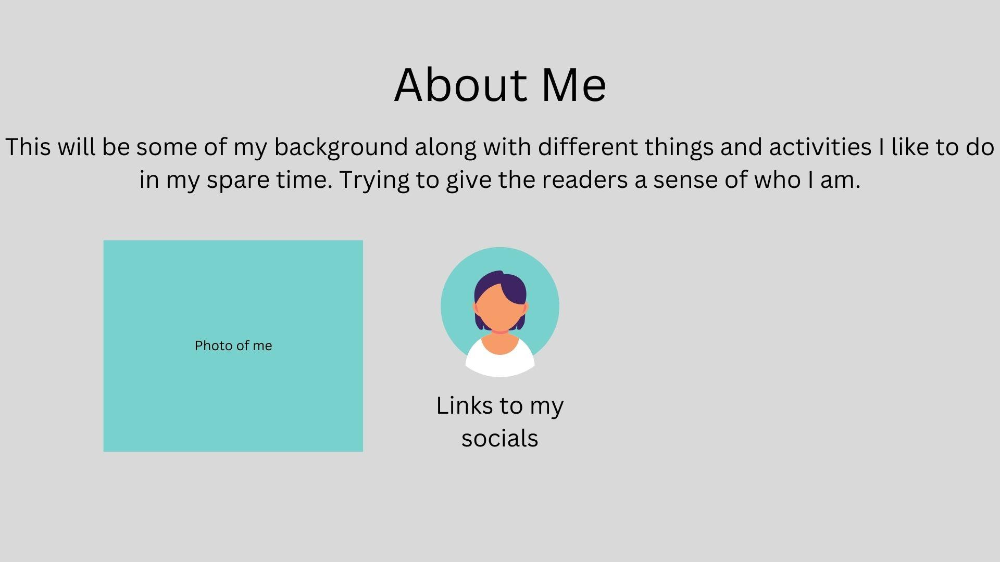 About Me
This will be some of my background along with different things and activities I like to do
in my spare time. Trying to give the readers a sense of who I am.
Photo of me
Links to my
socials